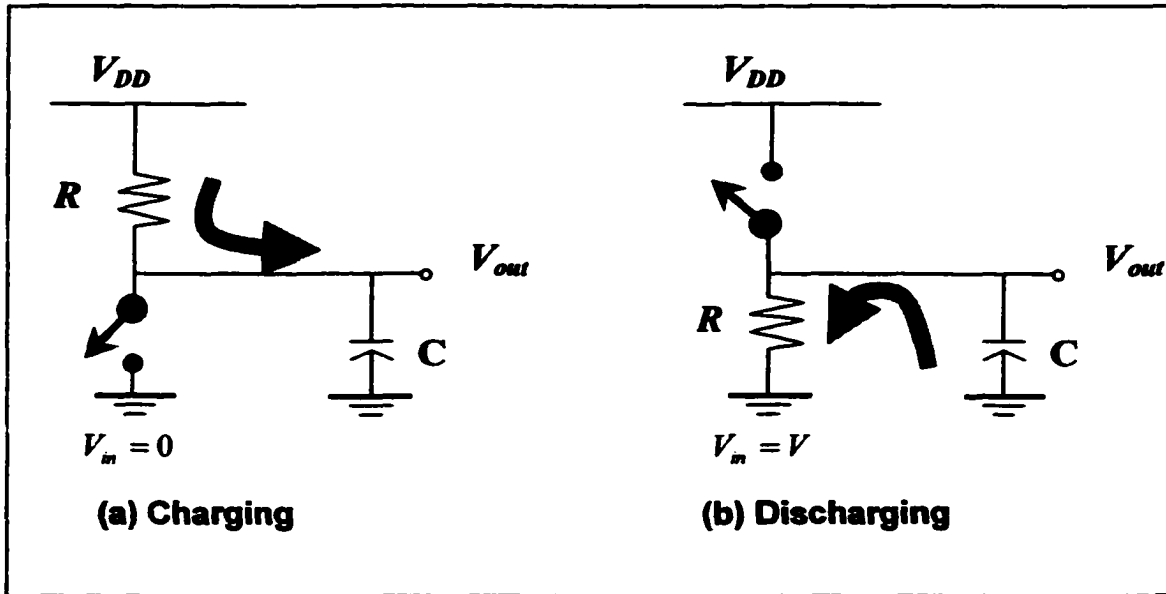 V_DD
R
V_out
C
V_in = 0
(a) Charging
V_DD
R
V_out
C
V_in = V
(b) Discharging